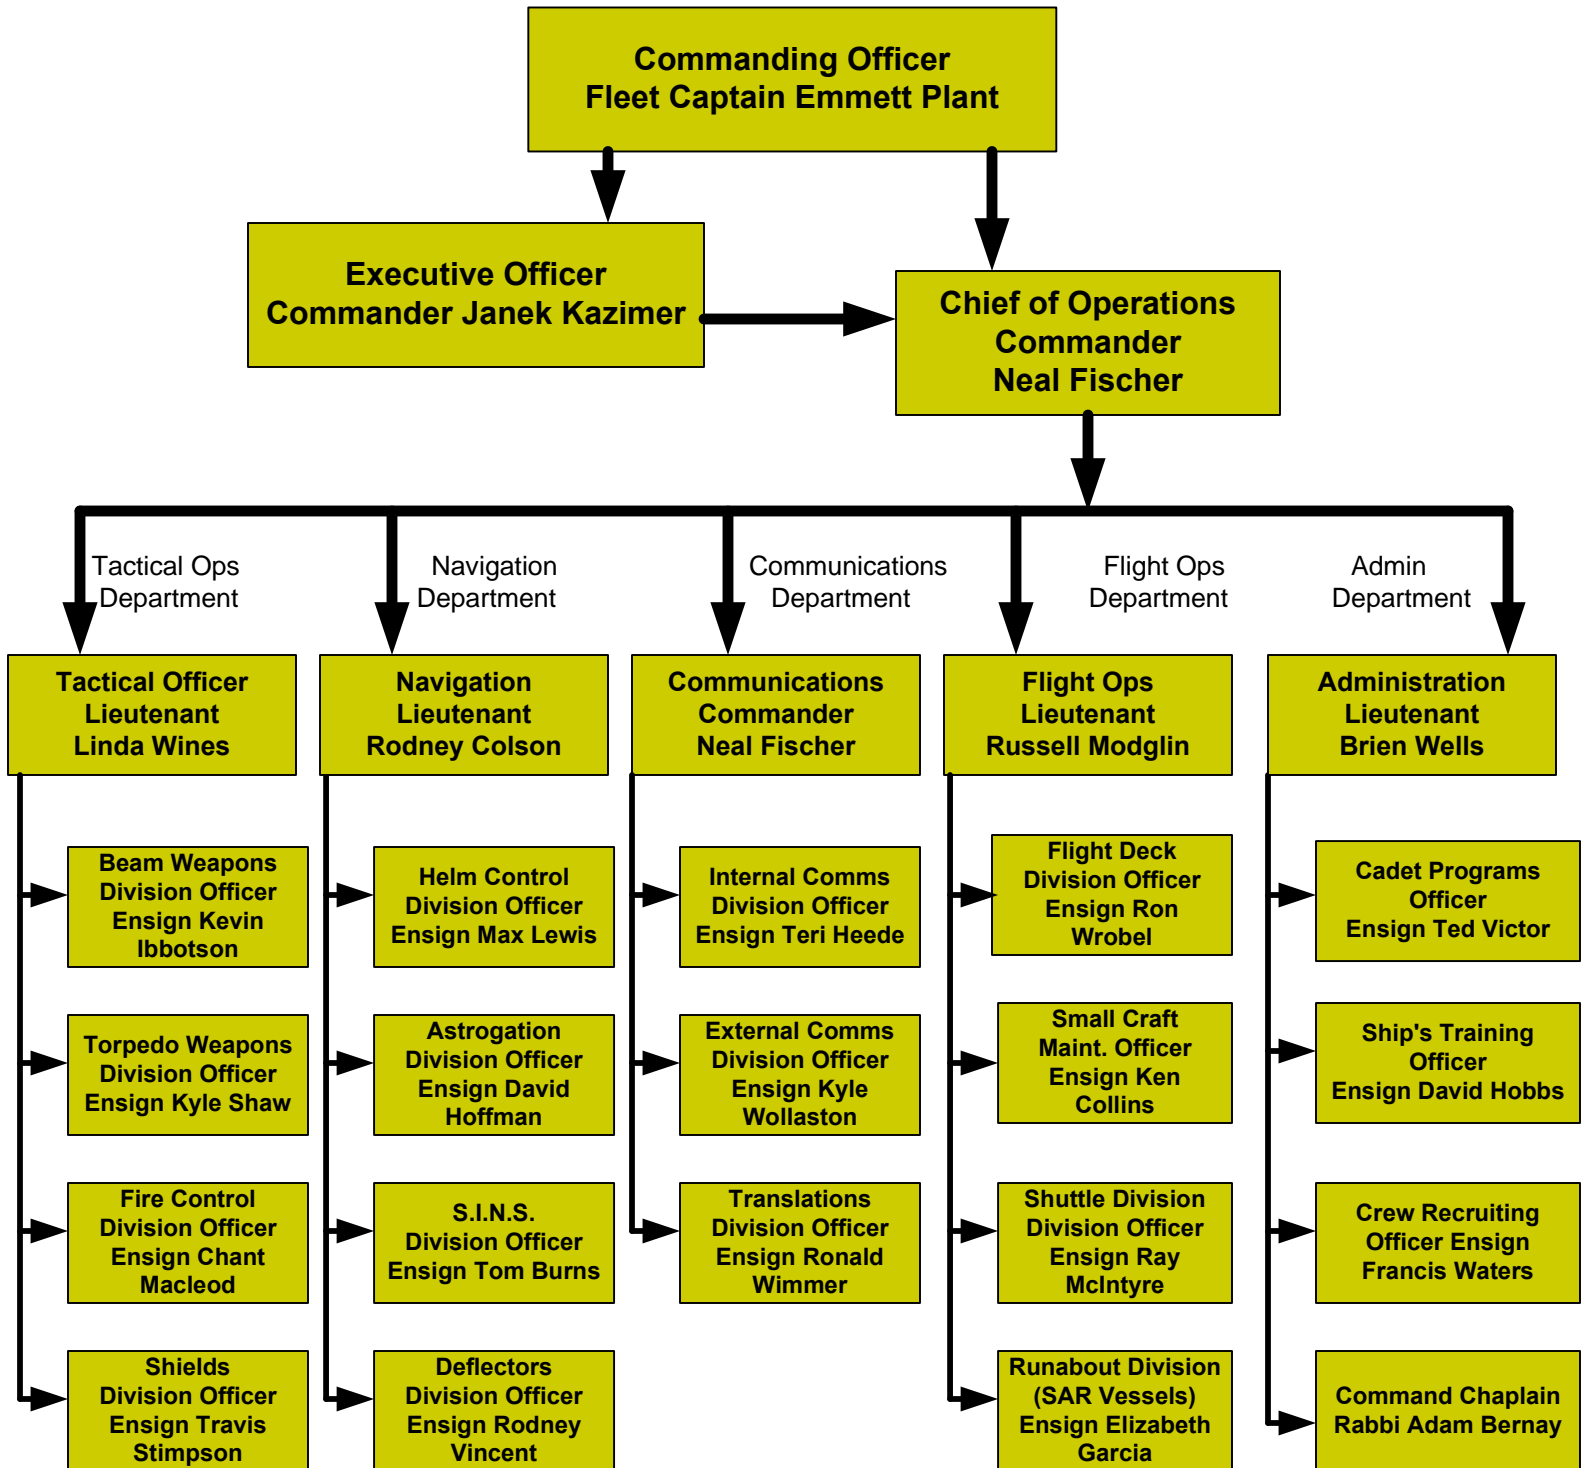 Commanding Officer
Fleet Captain Emmett Plant
Executive Officer
Commander Janek Kazimer
Chief of Operations
Commander
Neal Fischer
Tactical Ops
Department
Navigation
Department
Communications
Department
Flight Ops
Department
Admin
Department
Tactical Officer
Lieutenant
Linda Wines
Navigation
Lieutenant
Rodney Colson
Communications
Commander
Neal Fischer
Flight Ops
Lieutenant
Russell Modglin
Administration
Lieutenant
Brien Wells
Beam Weapons
Division Officer
Ensign Kevin
Ibbotson
Helm Control
Division Officer
Ensign Max Lewis
Internal Comms
Division Officer
Ensign Teri Heede
Flight Deck
Division Officer
Ensign Ron
Wrobel
Cadet Programs
Officer
Ensign Ted Victor
Torpedo Weapons
Division Officer
Ensign Kyle Shaw
Astrogation
Division Officer
Ensign David
Hoffman
External Comms
Division Officer
Ensign Kyle
Wollaston
Small Craft
Maint. Officer
Ensign Ken
Collins
Ship's Training
Officer
Ensign David Hobbs
Fire Control
Division Officer
Ensign Chant
Macleod
S.I.N.S.
Division Officer
Ensign Tom Burns
Translations
Division Officer
Ensign Ronald
Wimmer
Shuttle Division
Division Officer
Ensign Ray
McIntyre
Crew Recruiting
Officer Ensign
Francis Waters
Shields
Division Officer
Ensign Travis
Stimpson
Deflectors
Division Officer
Ensign Rodney
Vincent
Runabout Division
(SAR Vessels)
Ensign Elizabeth
Garcia
Command Chaplain
Rabbi Adam Bernay